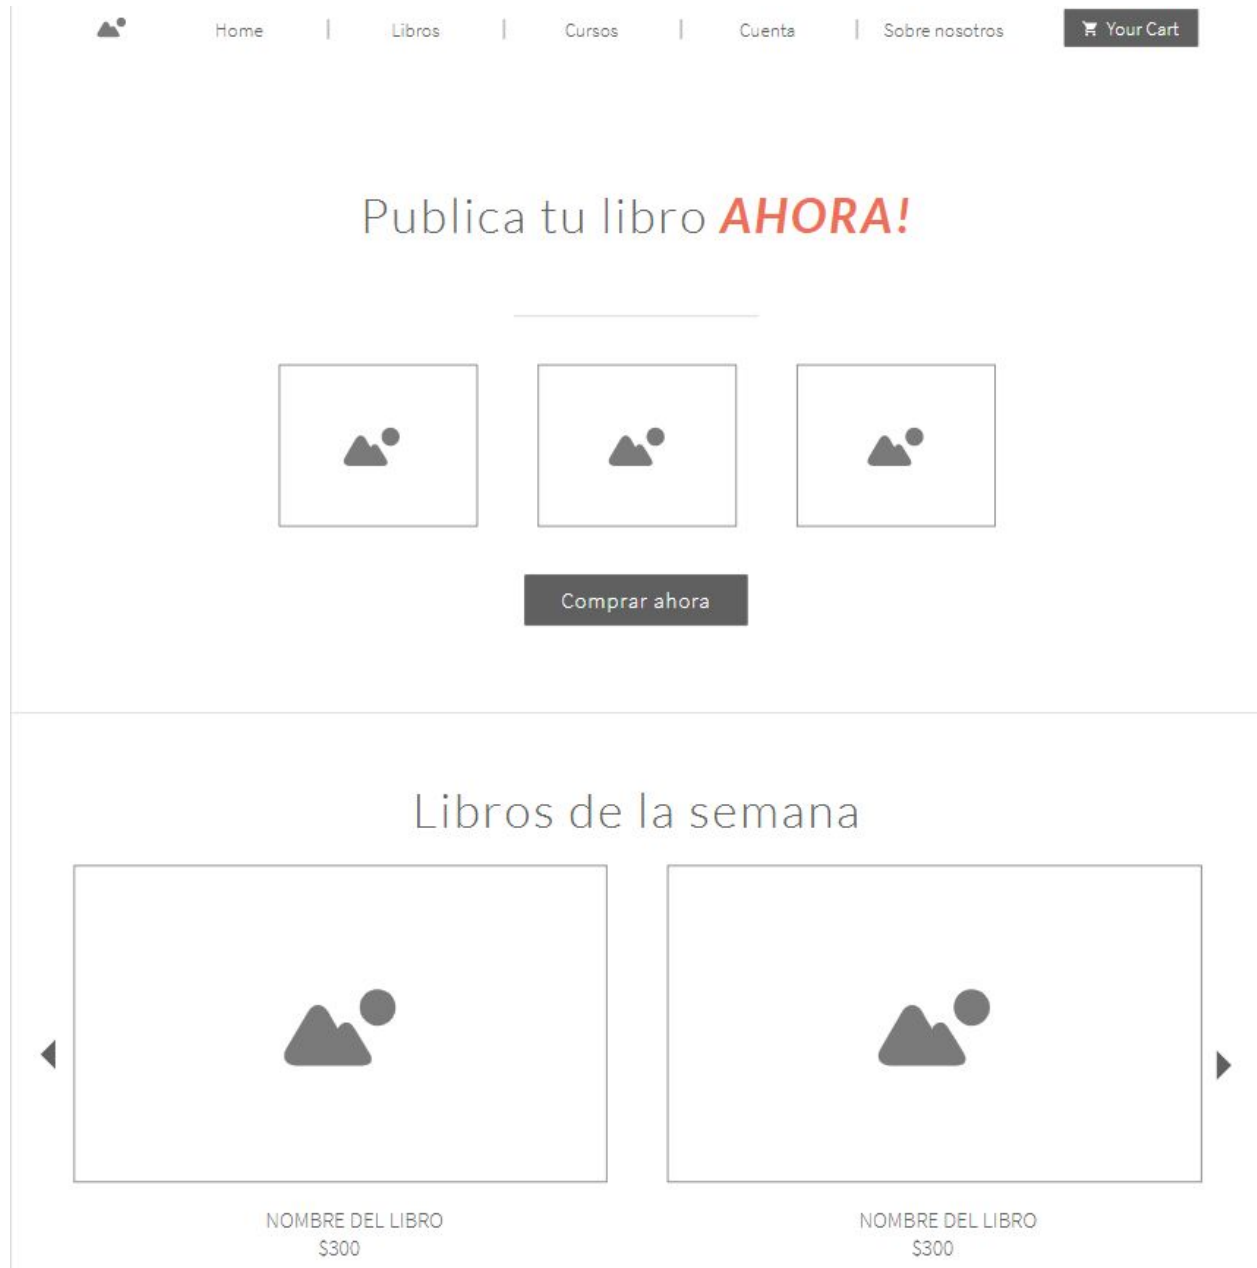 Home | Libros | Cursos | Cuenta | Sobre nosotros Your Cart
Publica tu libro AHORA!
Comprar ahora
Libros de la semana
NOMBRE DEL LIBRO NOMBRE DEL LIBRO
$300 $300